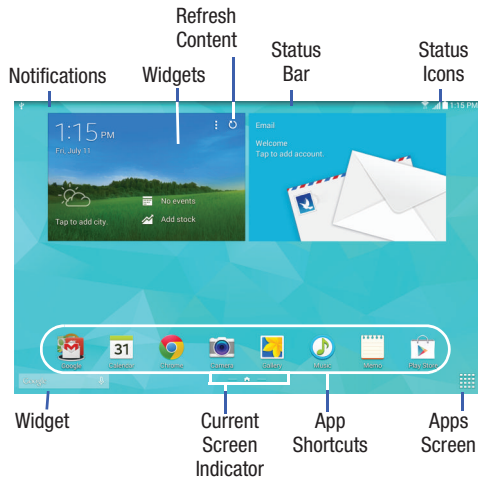 Refresh
Content
Notifications
Widgets
Status
Bar
Status
Icons
1:15 PM
1:15 PM
Fri, July 11
Tap to add city.
No events
Add stock
Email
Welcome
Tap to add account.
Google
31
Calendar
Chrome
Camera
Gallery
Music
Memo
Play Store
Google
Widget
Current
Screen
Indicator
App
Shortcuts
Apps
Screen